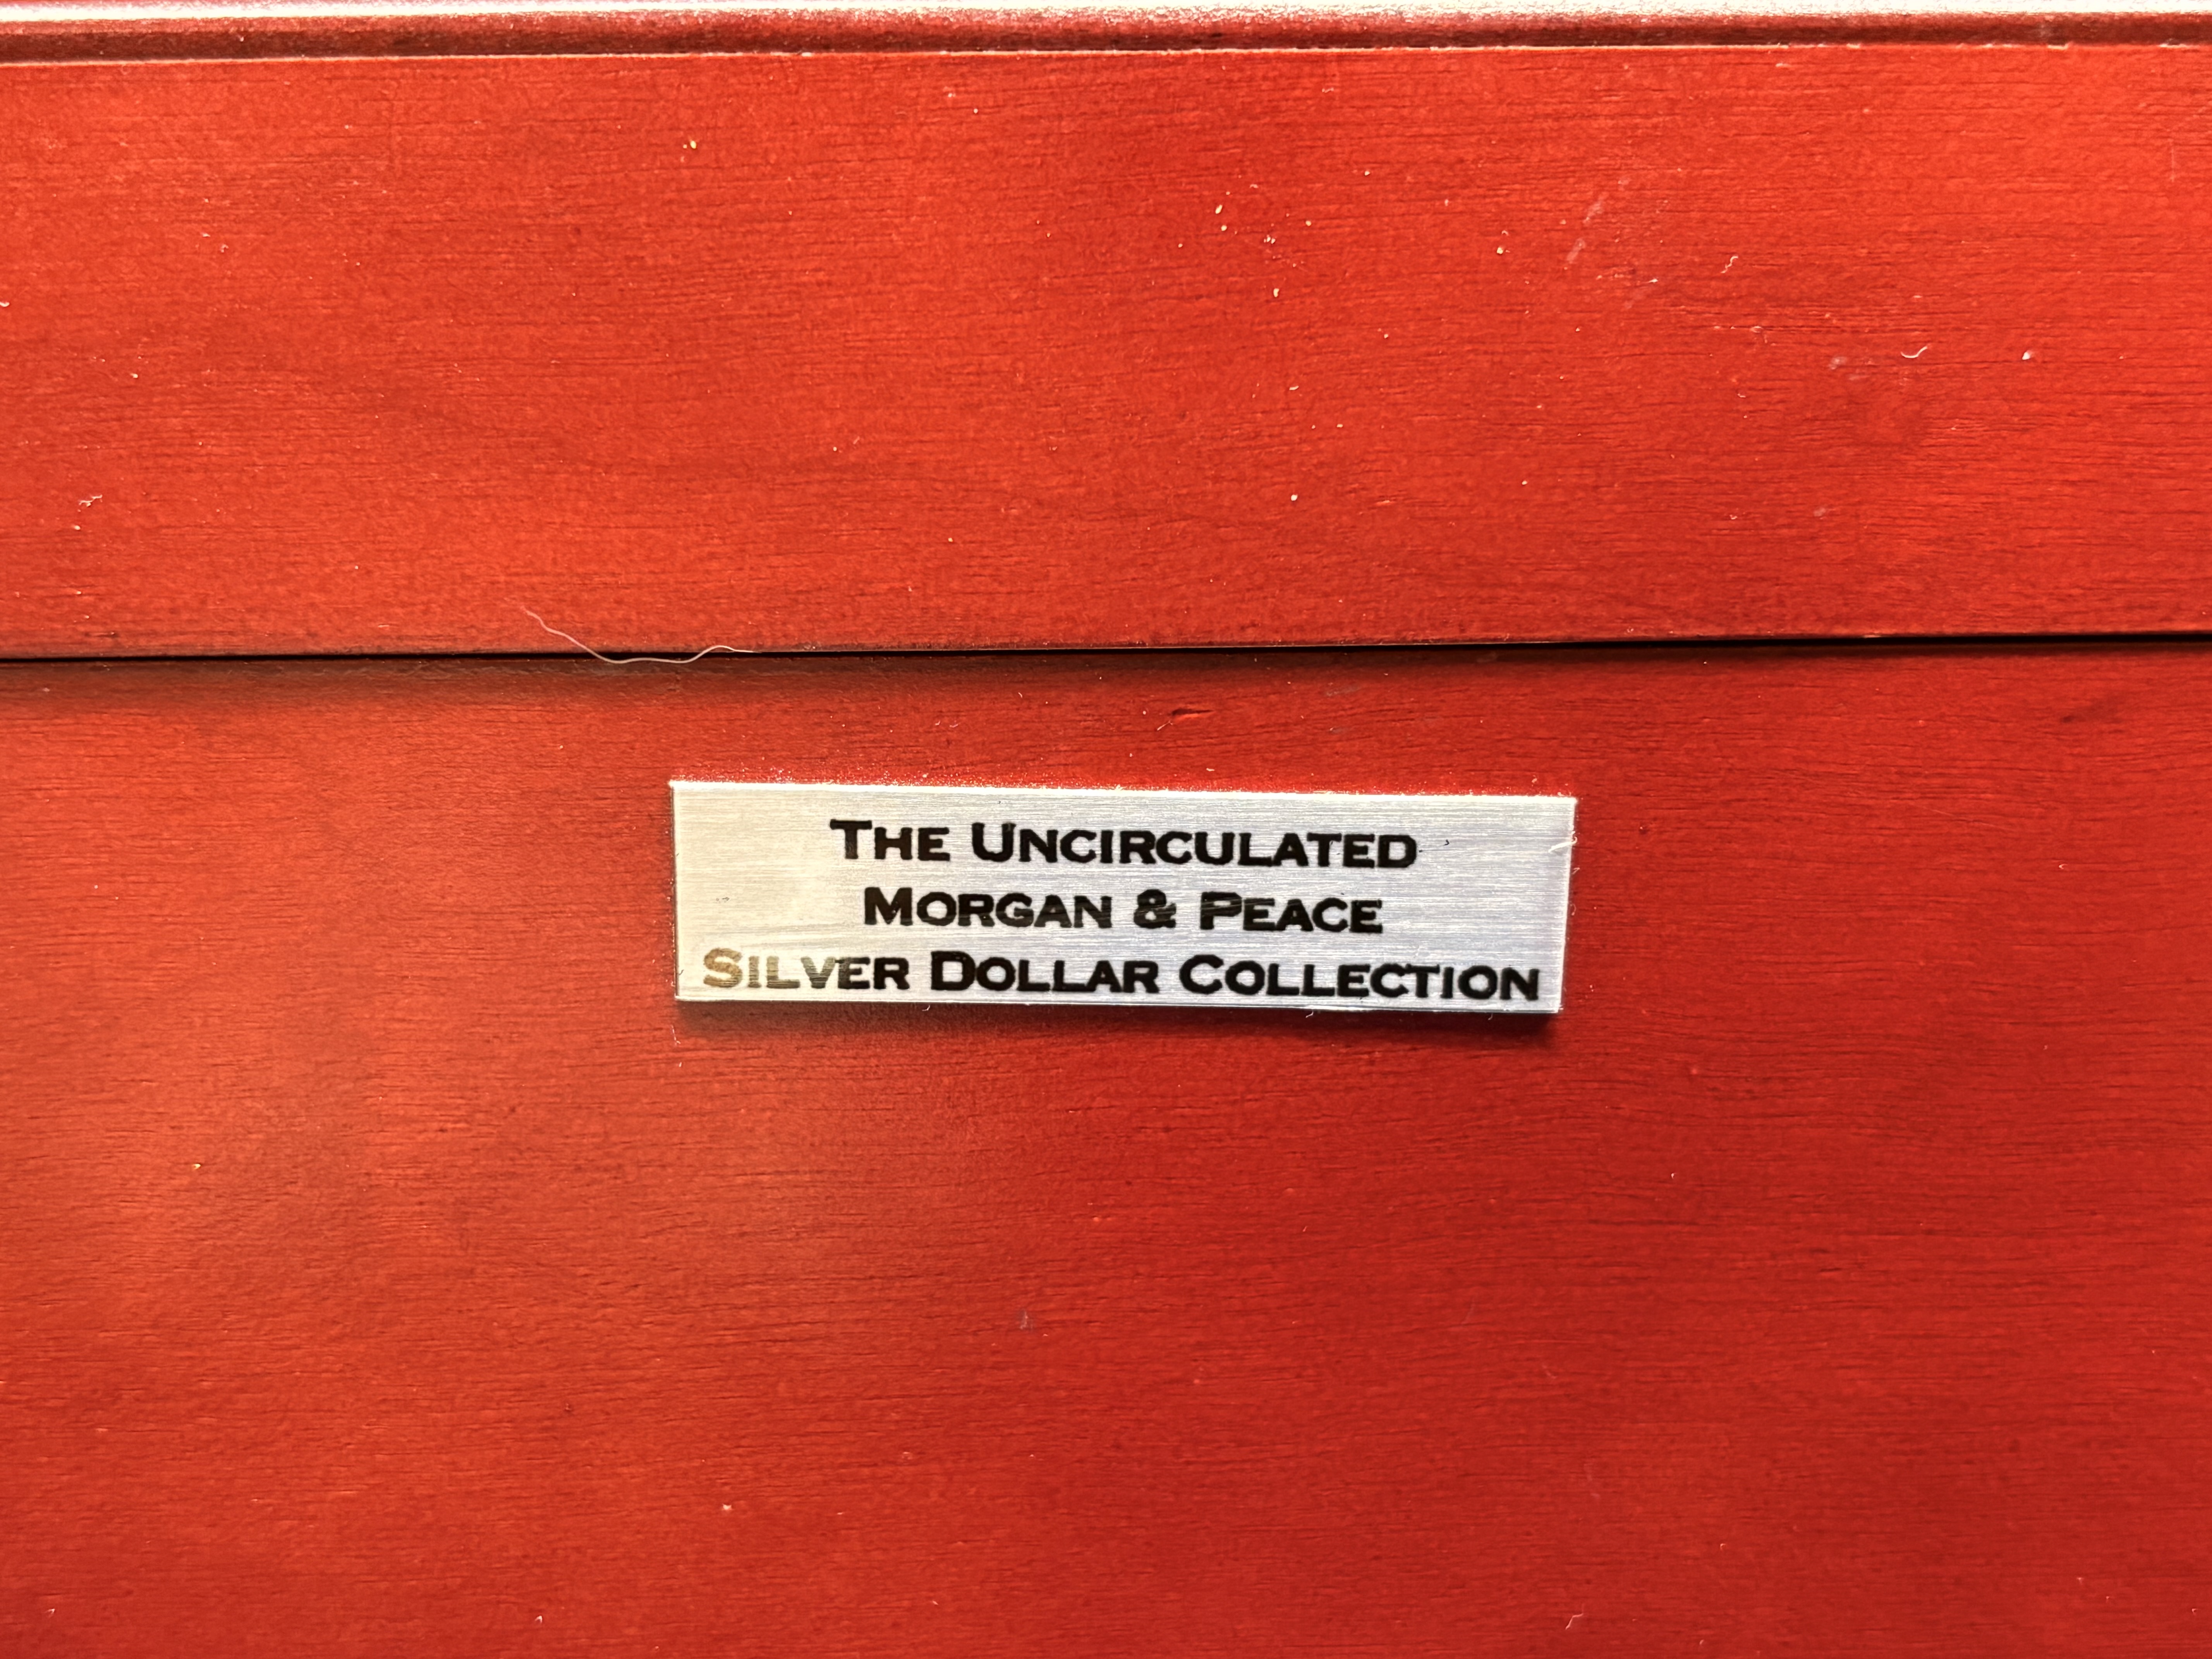 The Uncirculated
Morgan & Peace
Silver Dollar Collection